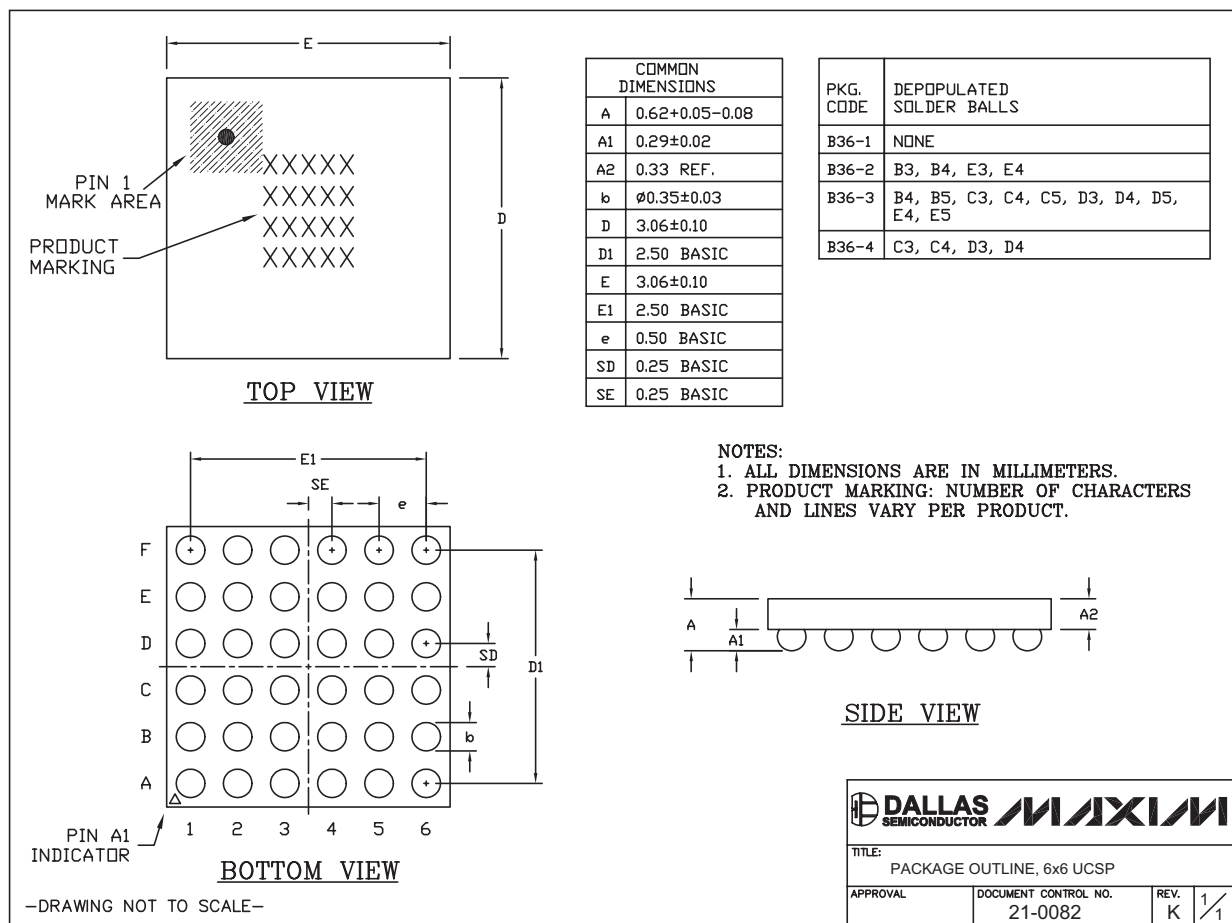 E
PIN 1
MARK AREA
PRODUCT
MARKING
XXXXX
XXXXX
XXXXX
XXXXX
D
TOP VIEW
COMMON
DIMENSIONS
A 0.62+0.05-0.08
A1 0.29±0.02
A2 0.33 REF.
b ø0.35±0.03
D 3.06±0.10
D1 2.50 BASIC
E 3.06±0.10
E1 2.50 BASIC
e 0.50 BASIC
SD 0.25 BASIC
SE 0.25 BASIC
PKG. CODE DEPOPULATED SOLDER BALLS
B36-1 NONE
B36-2 B3, B4, E3, E4
B36-3 B4, B5, C3, C4, C5, D3, D4, D5,
E4, E5
B36-4 C3, C4, D3, D4
NOTES:
1. ALL DIMENSIONS ARE IN MILLIMETERS.
2. PRODUCT MARKING: NUMBER OF CHARACTERS
AND LINES VARY PER PRODUCT.
E1
SE
e
F
E
D
SD
D1
C
B
b
A
1 2 3 4 5 6
PIN A1
INDICATOR
BOTTOM VIEW
-DRAWING NOT TO SCALE-
A
A1
A2
SIDE VIEW
DALLAS
SEMICONDUCTOR
MAXIM
TITLE:
PACKAGE OUTLINE, 6x6 UCSP
APPROVAL
DOCUMENT CONTROL NO.
21-0082
REV.
K
1/1